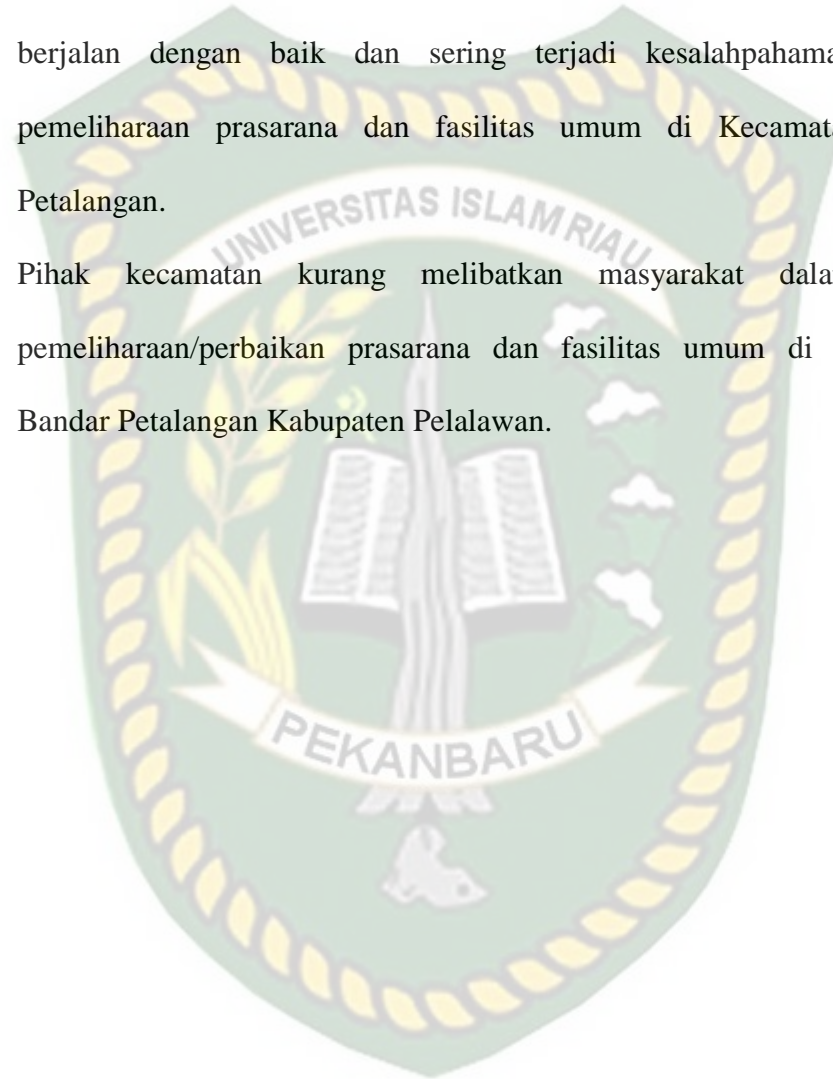 berjalan dengan baik dan sering terjadi kesalahpahama
pemeliharaan prasarana dan fasilitas umum di Kecamata
Petalangan.
UNIVERSITAS ISLAM RIAU
Pihak kecamatan kurang melibatkan masyarakat dala
pemeliharaan/perbaikan prasarana dan fasilitas umum di
Bandar Petalangan Kabupaten Pelalawan.
PEKANBARU